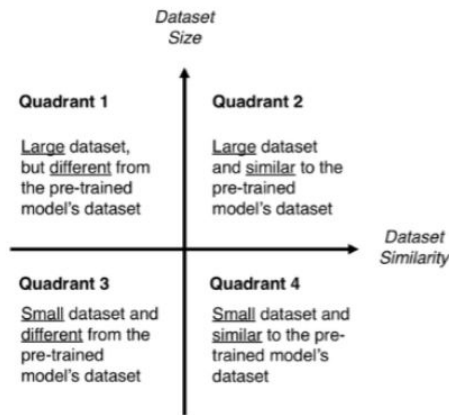 Dataset
Size
Quadrant 1
Large dataset,
but different from
the pre-trained
model's dataset
Quadrant 2
Large dataset
and similar to the
pre-trained
model's dataset
Dataset
Similarity
Quadrant 3
Small dataset and
different from the
pre-trained
model's dataset
Quadrant 4
Small dataset and
similar to the pre-
trained model's
dataset